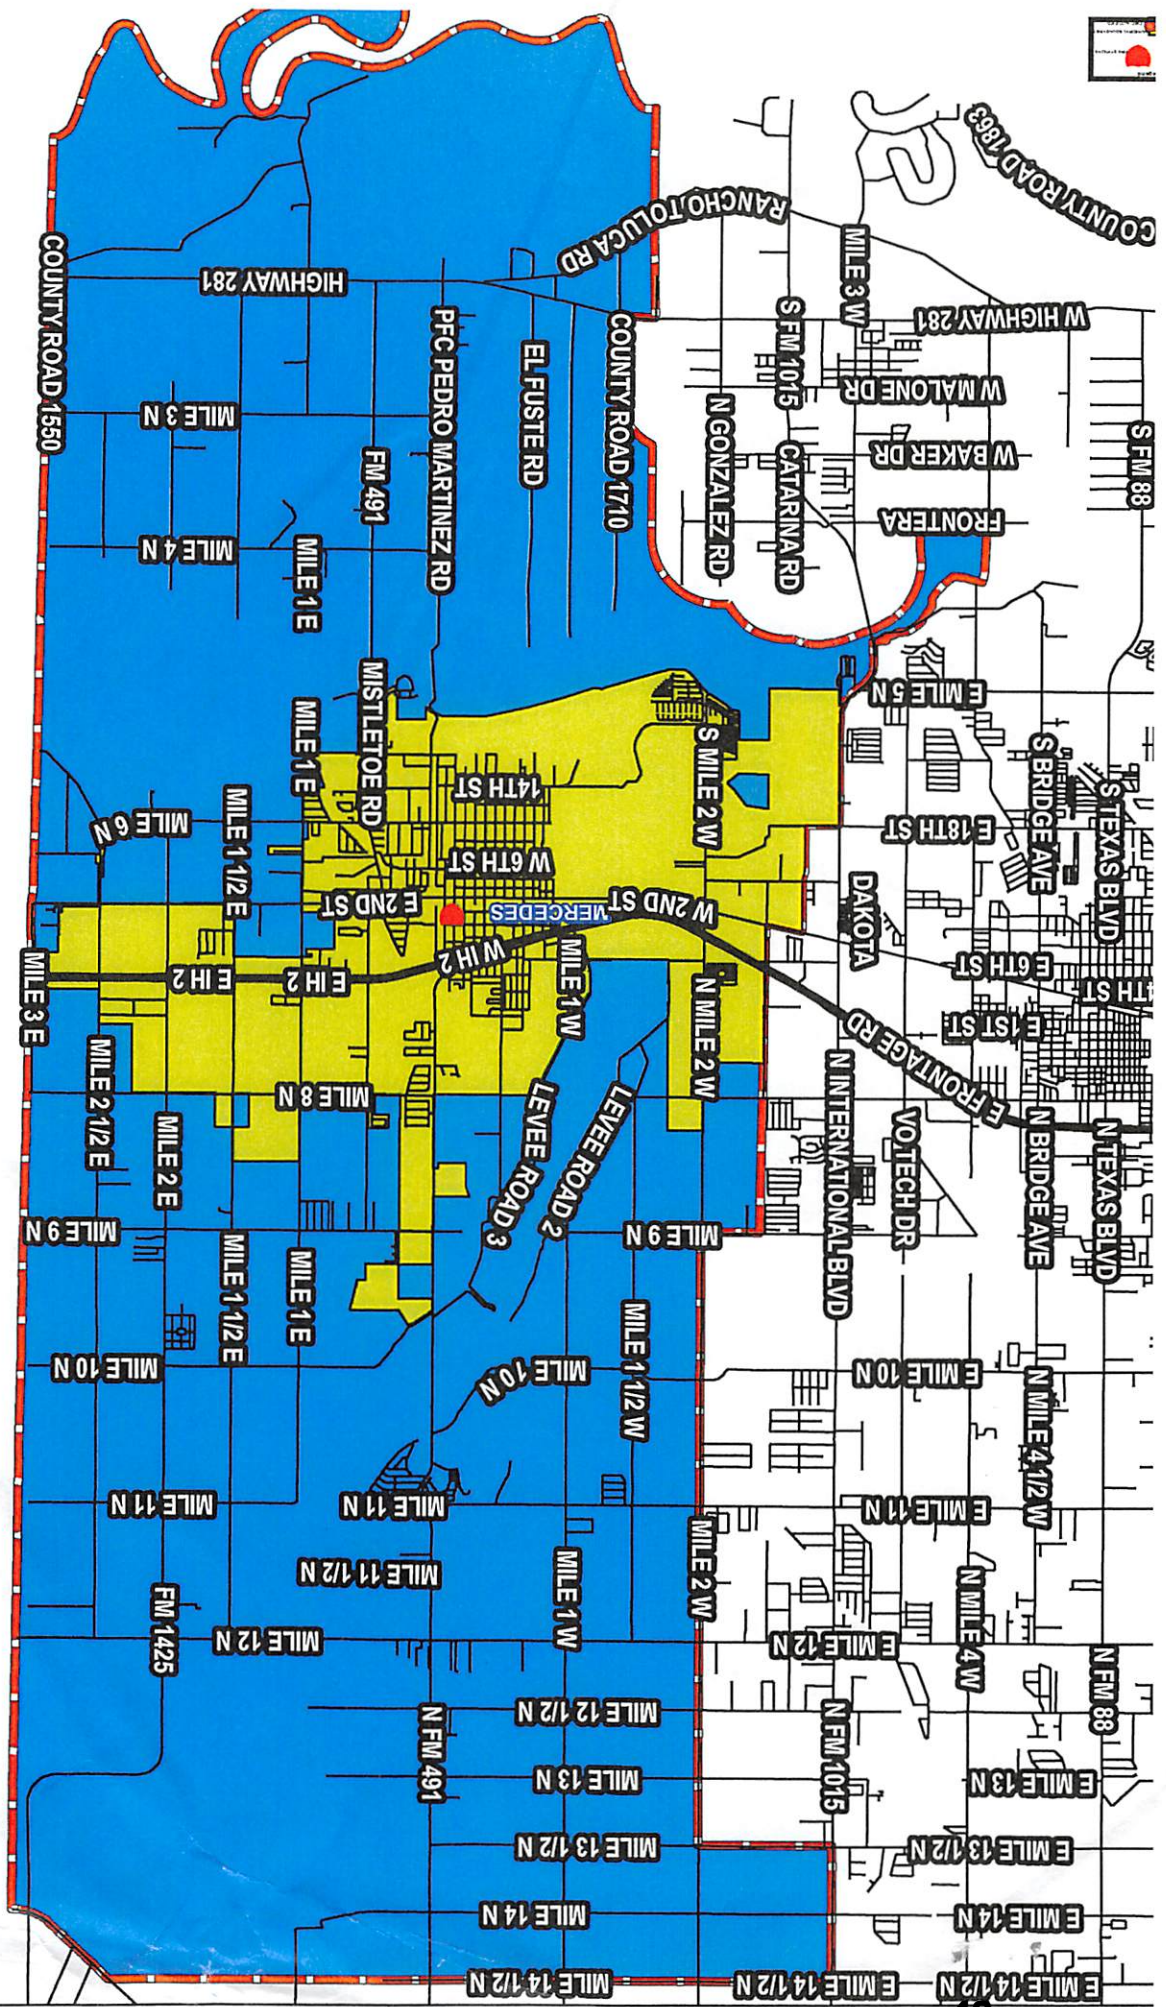 E MILE 14 1/2 N
E MILE 14 1/2 N
MILE 14 1/2 N
E MILE 14 N
MILE 14 N
E MILE 13 1/2 N
MILE 13 1/2 N
E MILE 13 N
MILE 13 N
N FM 1015
N FM 491
MILE 12 1/2 N
N FM 88
E MILE 12 N
MILE 12 N
N MILE 4 W
MILE 1 W
FM 1425
MILE 11 1/2 N
MILE 2 W
E MILE 11 N
MILE 11 N
MILE 11 N
N MILE 4 1/2 W
E MILE 10 N
MILE 10 N
MILE 10 N
MILE 1 1/2 W
MILE 1 E
MILE 1 1/2 E
MILE 9 N
MILE 9 N
N TEXAS BLVD
N BRIDGE AVE
VO TECH DR
N INTERNATIONAL BLVD
LEVEE ROAD 2
LEVEE ROAD 3
MILE 2 E
MILE 2 1/2 E
MILE 8 N
E FRONTAGE RD
N MILE 2 W
E 1ST ST
4TH ST
E 6TH ST
MILE 1 W
W IH 2
E IH 2
E IH 2
MILE 3 E
DAKOTA
W 2ND ST
MERCEDES
E 2ND ST
W 6TH ST
S TEXAS BLVD
S BRIDGE AVE
E 18TH ST
MILE 1 1/2 E
MILE 6 N
S MILE 2 W
14TH ST
MISTLETOE RD
MILE 1 E
E MILE 5 N
MILE 1 E
MILE 4 N
FRONTERA
CATARINA RD
N GONZALEZ RD
COUNTY ROAD 1710
EL FUSTE RD
PFC PEDRO MARTINEZ RD
FM 491
S FM 88
W BAKER DR
MILE 3 N
W MALONE DR
S FM 1015
COUNTY ROAD 1550
W HIGHWAY 281
HIGHWAY 281
MILE 3 W
RANCHO TOLUCA RD
COUNTY ROAD 1863